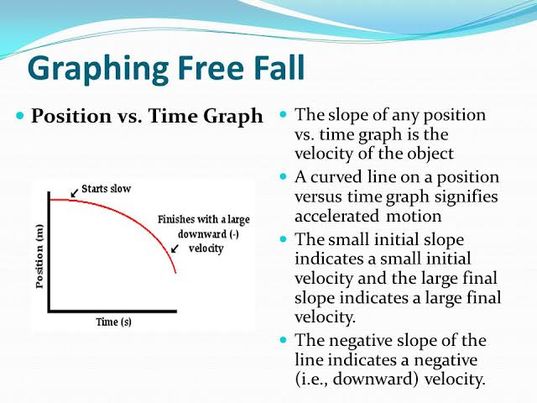 Graphing Free Fall
Position vs. Time Graph
Starts slow
Finishes with a large
downward (-)
velocity
Position (m)
Time (s)
The slope of any position
vs. time graph is the
velocity of the object
A curved line on a position
versus time graph signifies
accelerated motion
The small initial slope
indicates a small initial
velocity and the large final
slope indicates a large final
velocity.
The negative slope of the
line indicates a negative
(i.e., downward) velocity.